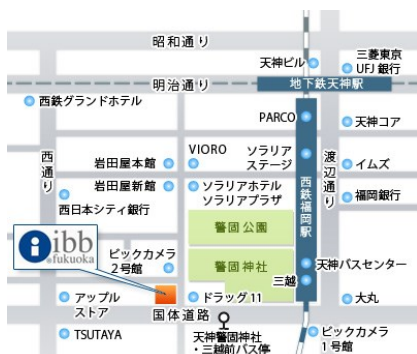 昭和通り
天神ビル
三菱東京
UFJ 銀行
明治通り
地下鉄天神駅
西鉄グランドホテル
PARCO
天神コア
西通り
岩田屋本館
VIORO
ソラリア
ステージ
渡辺通り
イムズ
岩田屋新館
西日本シティ銀行
ソラリアホテル
ソラリアプラザ
西鉄福岡駅
福岡銀行
警固公園
ibb
fukuoka
ビックカメラ
2号館
警固神社
天神バスセンター
三越
アップル
ストア
ドラッグ11
大丸
国体道路
TSUTAYA
天神警固神社
・三越前バス停
ビックカメラ
1号館